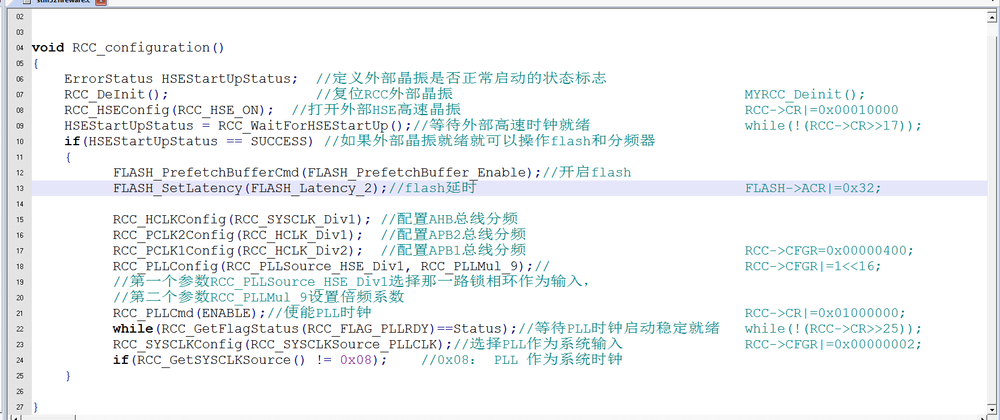 stm32fireware.c
02
03
04 void RCC_configuration()
05 {
06 ErrorStatus HSEStartUpStatus; //定义外部晶振是否正常启动的状态标志
07 RCC_DeInit(); //复位RCC外部晶振 MYRCC_Deinit();
08 RCC_HSEConfig(RCC_HSE_ON); //打开外部HSE高速晶振 RCC->CR|=0x00010000
09 HSEStartUpStatus = RCC_WaitForHSEStartUp();//等待外部高速时钟就绪 while(!(RCC->CR>>17));
10 if(HSEStartUpStatus == SUCCESS) //如果外部晶振就绪就可以操作flash和分频器
11 {
12 FLASH_PrefetchBufferCmd(FLASH_PrefetchBuffer_Enable);//开启flash
13 FLASH_SetLatency(FLASH_Latency_2);//flash延时 FLASH->ACR|=0x32;
14
15 RCC_HCLKConfig(RCC_SYSCLK_Div1); //配置AHB总线分频
16 RCC_PCLK2Config(RCC_HCLK_Div1); //配置APB2总线分频
17 RCC_PCLK1Config(RCC_HCLK_Div2); //配置APB1总线分频 RCC->CFGR=0x00000400;
18 RCC_PLLConfig(RCC_PLLSource_HSE_Div1, RCC_PLLMul_9);// RCC->CFGR|=1<<16;
19 //第一个参数RCC_PLLSource_HSE_Div1选择那一路锁相环作为输入，
20 //第二个参数RCC_PLLMul_9设置倍频系数
21 RCC_PLLCmd(ENABLE);//使能PLL时钟 RCC->CR|=0x01000000;
22 while(RCC_GetFlagStatus(RCC_FLAG_PLLRDY)==Status);//等待PLL时钟启动稳定就绪 while(!(RCC->CR>>25));
23 RCC_SYSCLKConfig(RCC_SYSCLKSource_PLLCLK);//选择PLL作为系统输入 RCC->CFGR|=0x00000002;
24 if(RCC_GetSYSCLKSource() != 0x08); //0x08： PLL 作为系统时钟
25 }
26
27 }